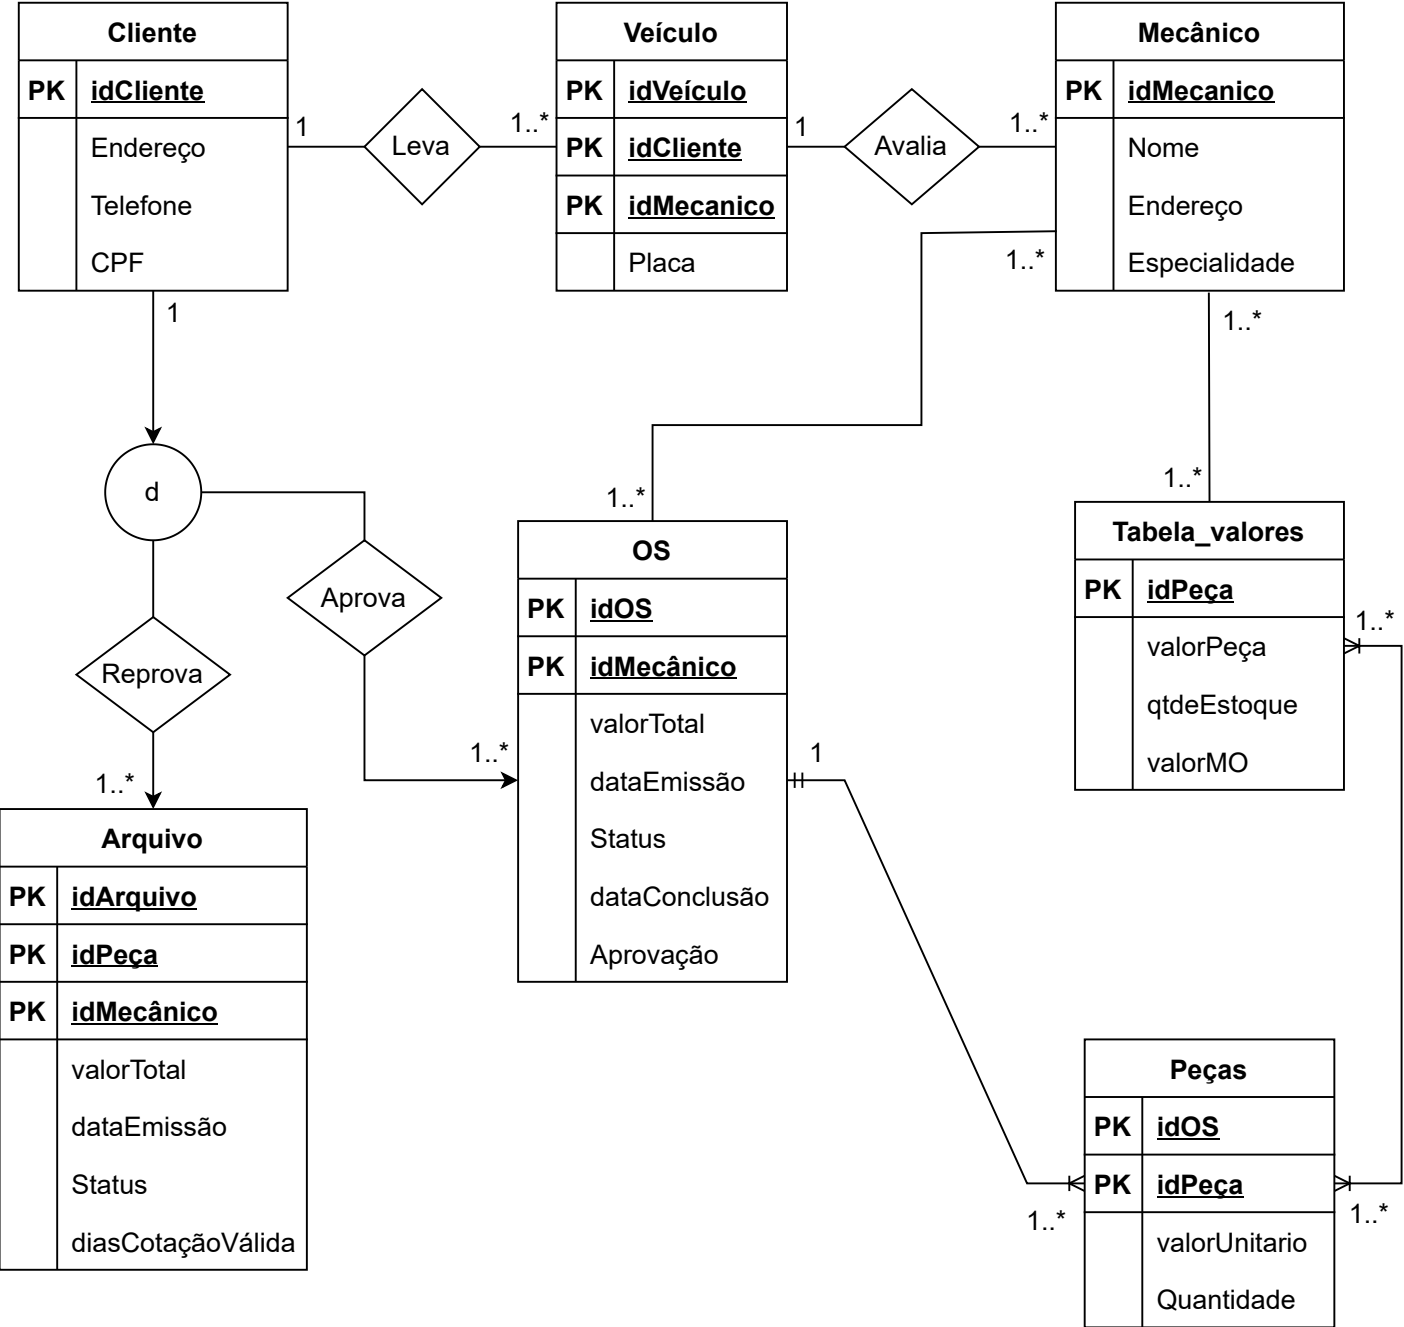 Cliente
PK idCliente
Endereço
Telefone
CPF
1
Leva
1..*
Veículo
PK idVeículo
PK idCliente
PK idMecanico
Placa
1
Avalia
1..*
Mecânico
PK idMecanico
Nome
Endereço
Especialidade
1..*
1..*
1
d
Aprova
Reprova
1..*
1..*
1..*
1..*
OS
PK idOS
PK idMecânico
valorTotal
dataEmissão
Status
dataConclusão
Aprovação
1
Tabela_valores
PK idPeça
valorPeça
qtdeEstoque
valorMO
1..*
Arquivo
PK idArquivo
PK idPeça
PK idMecânico
valorTotal
dataEmissão
Status
diasCotaçãoVálida
Peças
PK idOS
PK idPeça
valorUnitario
Quantidade
1..*
1..*